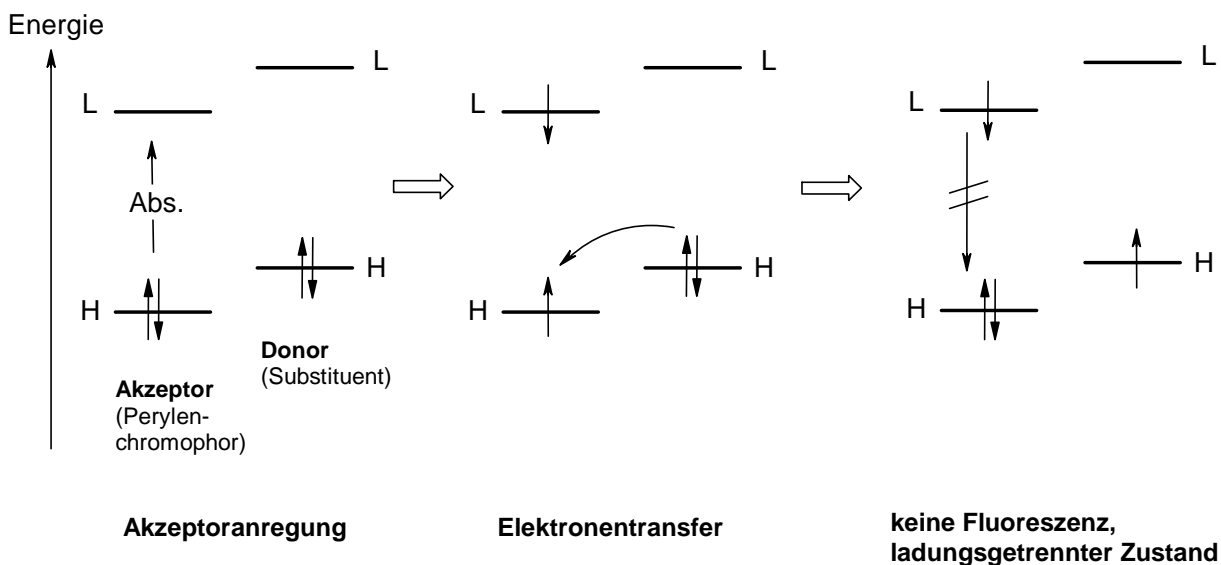 Energie
L
L
Abs.
H
H
Akzeptor
(Perylen-
chromophor)
Donor
(Substituent)
L
L
H
H
L
L
H
H
Akzeptoranregung
Elektronentransfer
keine Fluoreszenz,
ladungsgetrennter Zustand